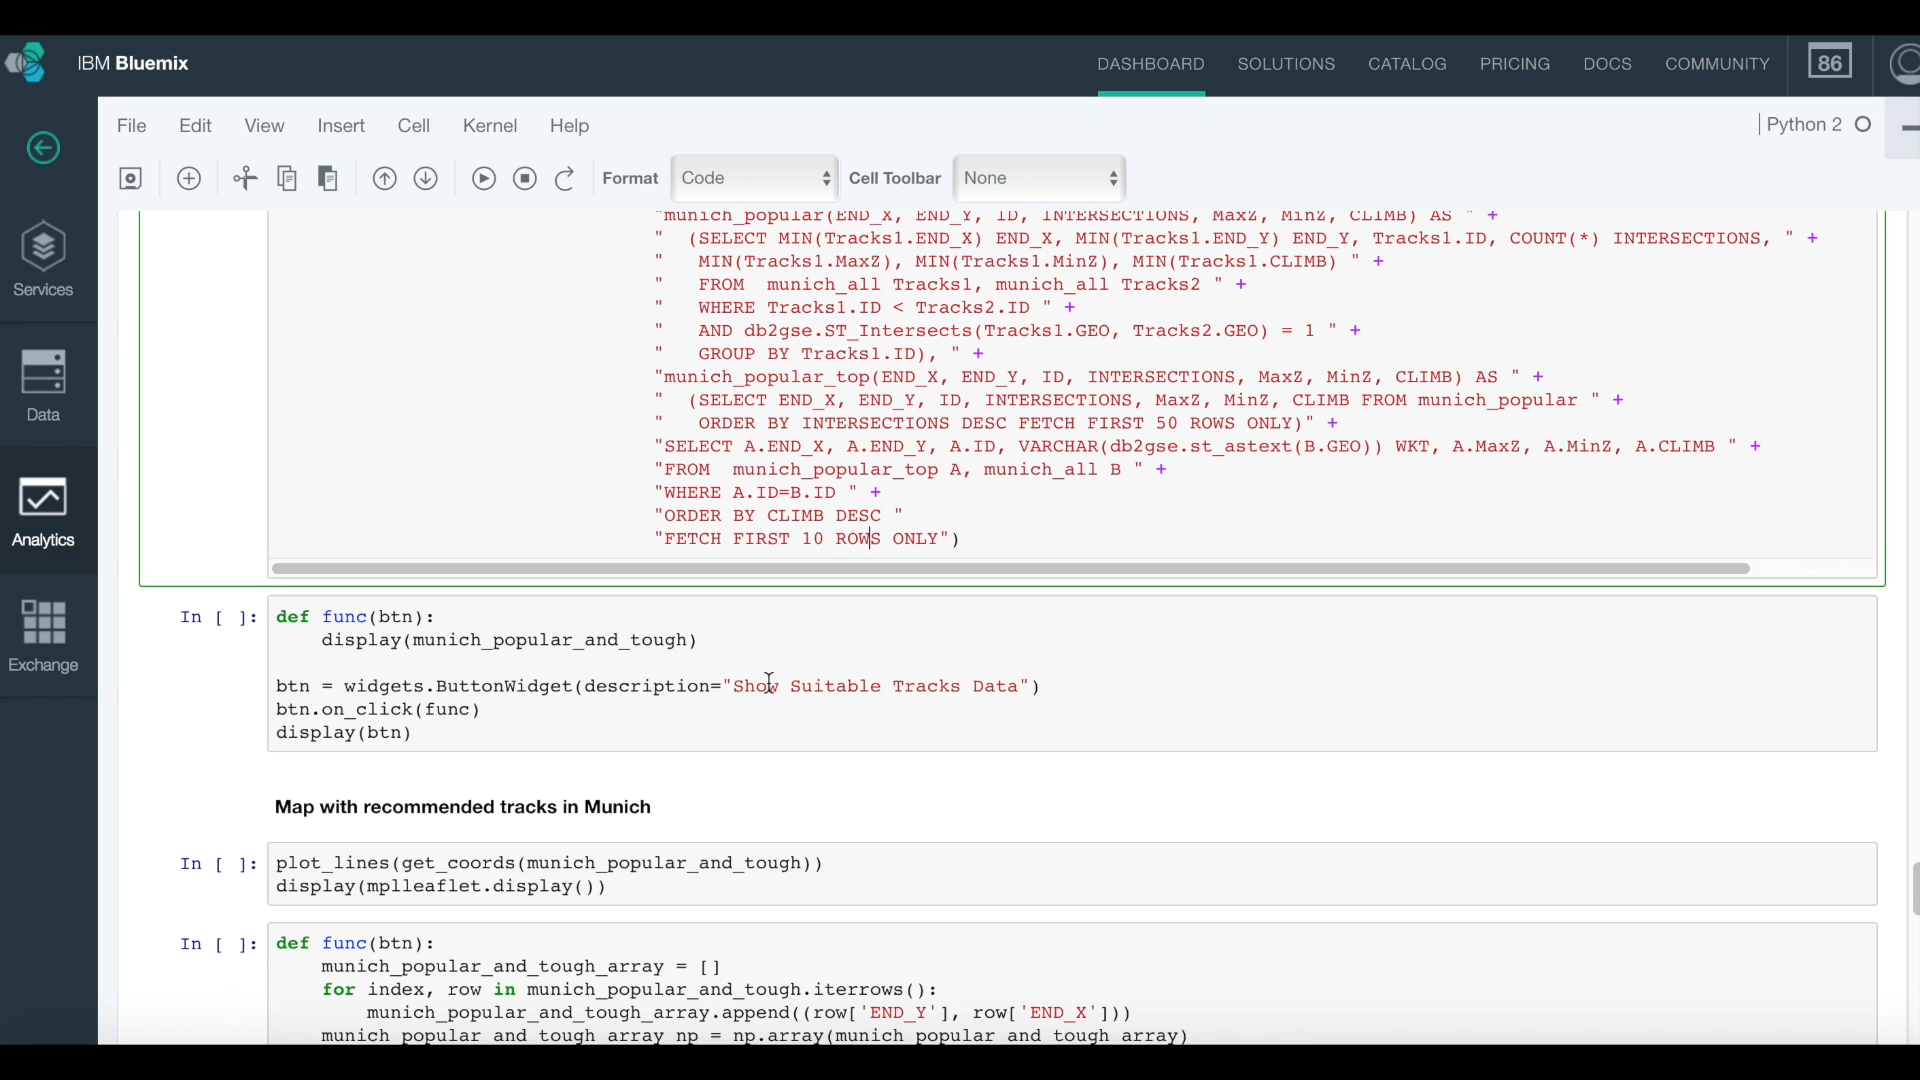 IBM Bluemix
DASHBOARD SOLUTIONS CATALOG PRICING DOCS COMMUNITY 86
File Edit View Insert Cell Kernel Help
Python 2
Format Code Cell Toolbar None
Services
Data
Analytics
Exchange
"munich_popular(END_X, END_Y, ID, INTERSECTIONS, MaxZ, MinZ, CLIMB) AS " +
"  (SELECT MIN(Tracks1.END_X) END_X, MIN(Tracks1.END_Y) END_Y, Tracks1.ID, COUNT(*) INTERSECTIONS, " +
"   MIN(Tracks1.MaxZ), MIN(Tracks1.MinZ), MIN(Tracks1.CLIMB) " +
"   FROM  munich_all Tracks1, munich_all Tracks2 " +
"   WHERE Tracks1.ID < Tracks2.ID " +
"   AND db2gse.ST_Intersects(Tracks1.GEO, Tracks2.GEO) = 1 " +
"   GROUP BY Tracks1.ID), " +
"munich_popular_top(END_X, END_Y, ID, INTERSECTIONS, MaxZ, MinZ, CLIMB) AS " +
"  (SELECT END_X, END_Y, ID, INTERSECTIONS, MaxZ, MinZ, CLIMB FROM munich_popular " +
"   ORDER BY INTERSECTIONS DESC FETCH FIRST 50 ROWS ONLY)" +
"SELECT A.END_X, A.END_Y, A.ID, VARCHAR(db2gse.st_astext(B.GEO)) WKT, A.MaxZ, A.MinZ, A.CLIMB " +
"FROM  munich_popular_top A, munich_all B " +
"WHERE A.ID=B.ID " +
"ORDER BY CLIMB DESC "
"FETCH FIRST 10 ROWS ONLY")
In [ ]: def func(btn):
display(munich_popular_and_tough)
btn = widgets.ButtonWidget(description="Show Suitable Tracks Data")
btn.on_click(func)
display(btn)
Map with recommended tracks in Munich
In [ ]: plot_lines(get_coords(munich_popular_and_tough))
display(mplleaflet.display())
In [ ]: def func(btn):
munich_popular_and_tough_array = []
for index, row in munich_popular_and_tough.iterrows():
munich_popular_and_tough_array.append((row['END_Y'], row['END_X']))
munich_popular_and_tough_array_np = np.array(munich_popular_and_tough_array)